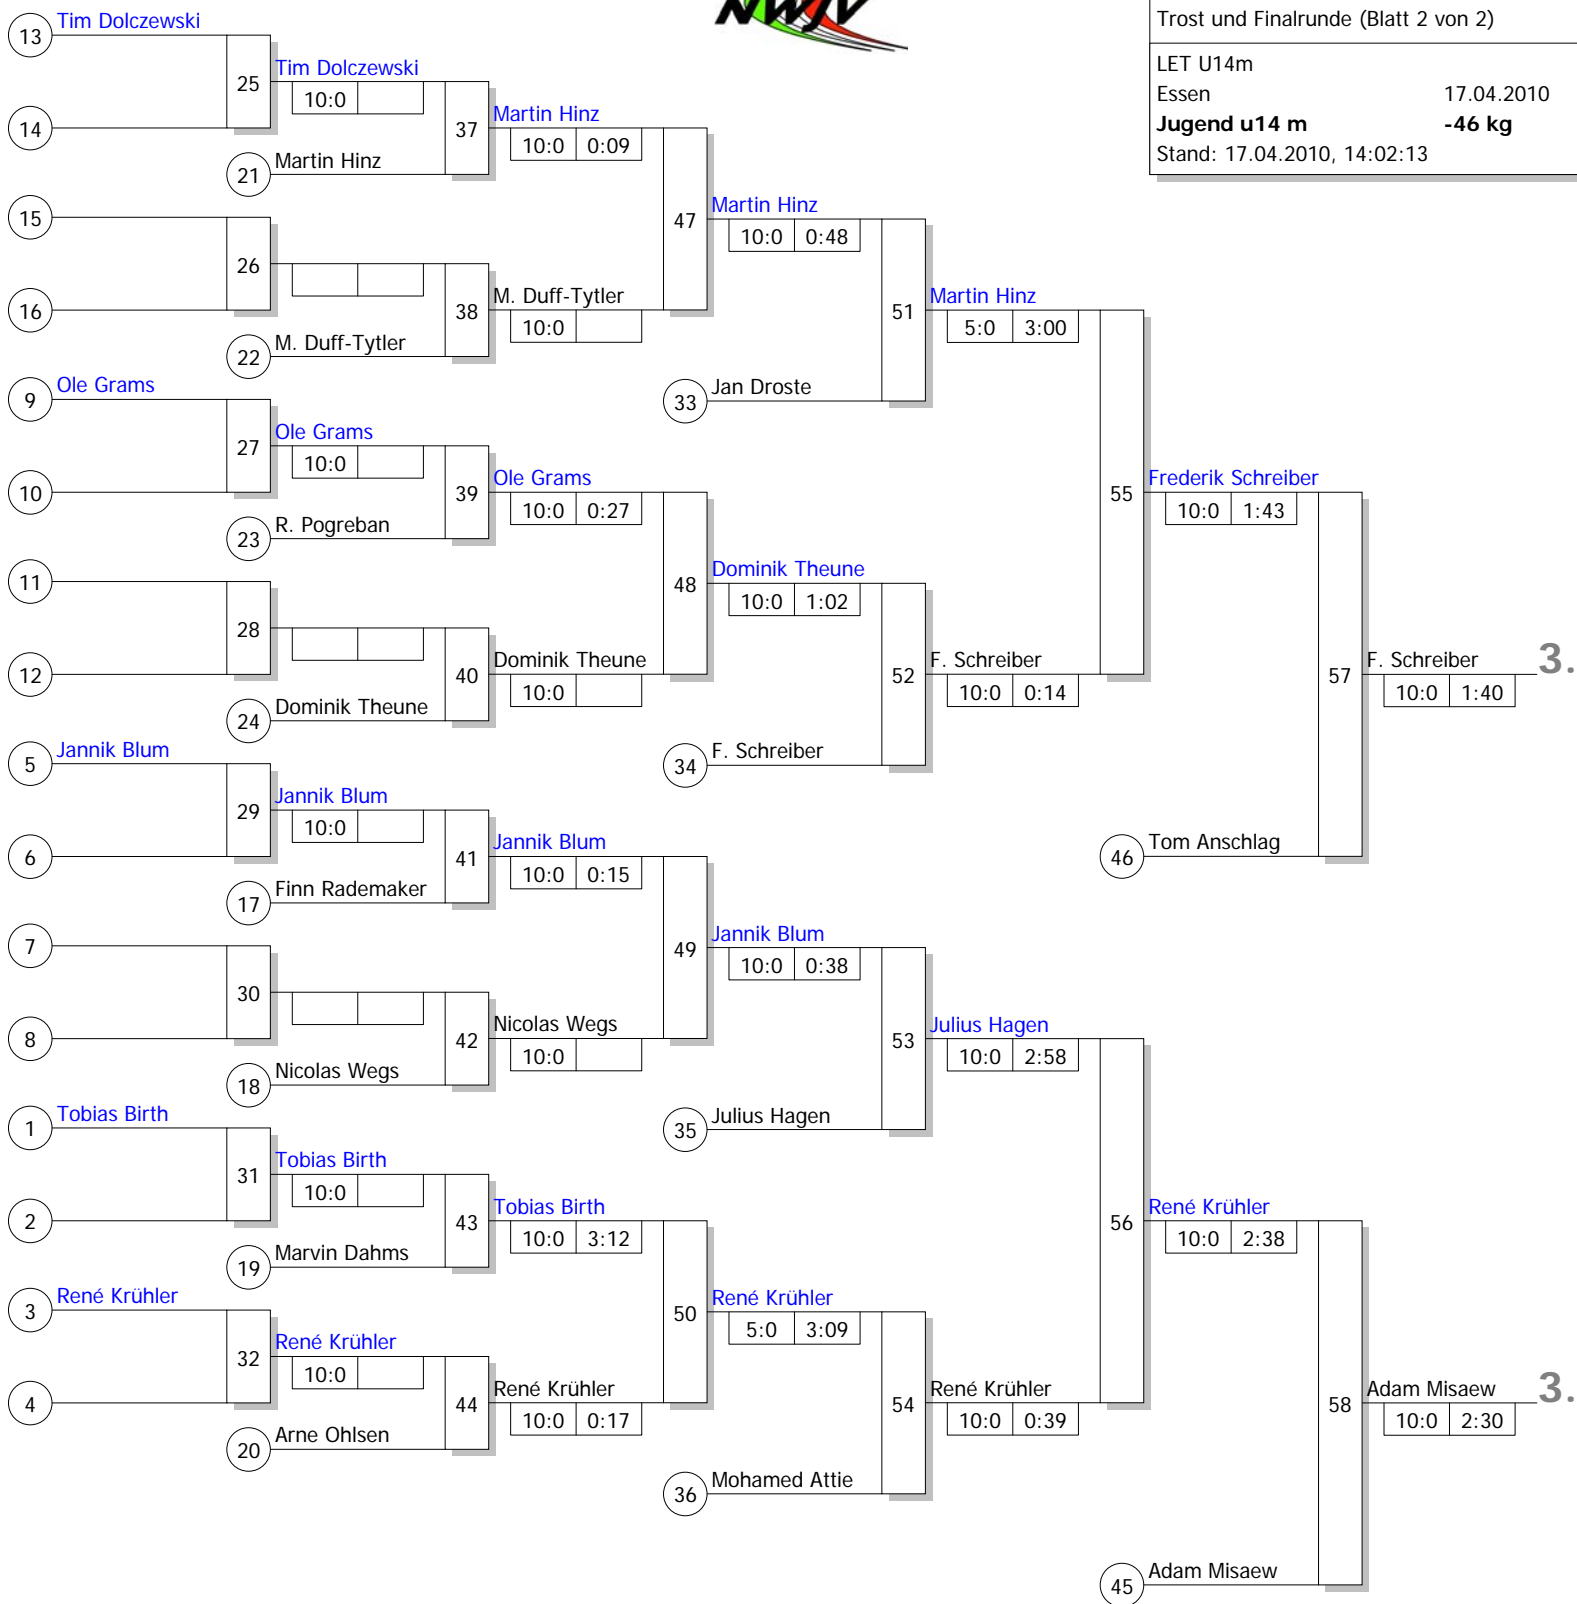 NWJV
Trost und Finalrunde (Blatt 2 von 2)
LET U14m
Essen 17.04.2010
Jugend u14 m -46 kg
Stand: 17.04.2010, 14:02:13
13 Tim Dolczewski
25 Tim Dolczewski
10:0
14
37 Martin Hinz
10:0 0:09
21 Martin Hinz
15
47 Martin Hinz
10:0 0:48
26
16
38 M. Duff-Tytler
10:0
22 M. Duff-Tytler
51 Martin Hinz
5:0 3:00
9 Ole Grams
33 Jan Droste
27 Ole Grams
10:0
10
39 Ole Grams
10:0 0:27
23 R. Pogreban
55 Frederik Schreiber
10:0 1:43
11
48 Dominik Theune
10:0 1:02
28
12
40 Dominik Theune
10:0
24 Dominik Theune
52 F. Schreiber
10:0 0:14
57 F. Schreiber 3.
10:0 1:40
5 Jannik Blum
34 F. Schreiber
29 Jannik Blum
10:0
6
41 Jannik Blum
10:0 0:15
46 Tom Anschlag
17 Finn Rademaker
7
49 Jannik Blum
10:0 0:38
30
8
42 Nicolas Wegs
10:0
18 Nicolas Wegs
53 Julius Hagen
10:0 2:58
1 Tobias Birth
35 Julius Hagen
31 Tobias Birth
10:0
2
43 Tobias Birth
10:0 3:12
19 Marvin Dahms
56 René Krühler
10:0 2:38
3 René Krühler
50 René Krühler
5:0 3:09
32 René Krühler
10:0
4
44 René Krühler
10:0 0:17
20 Arne Ohlsen
54 René Krühler
10:0 0:39
58 Adam Misaew 3.
10:0 2:30
36 Mohamed Attie
45 Adam Misaew